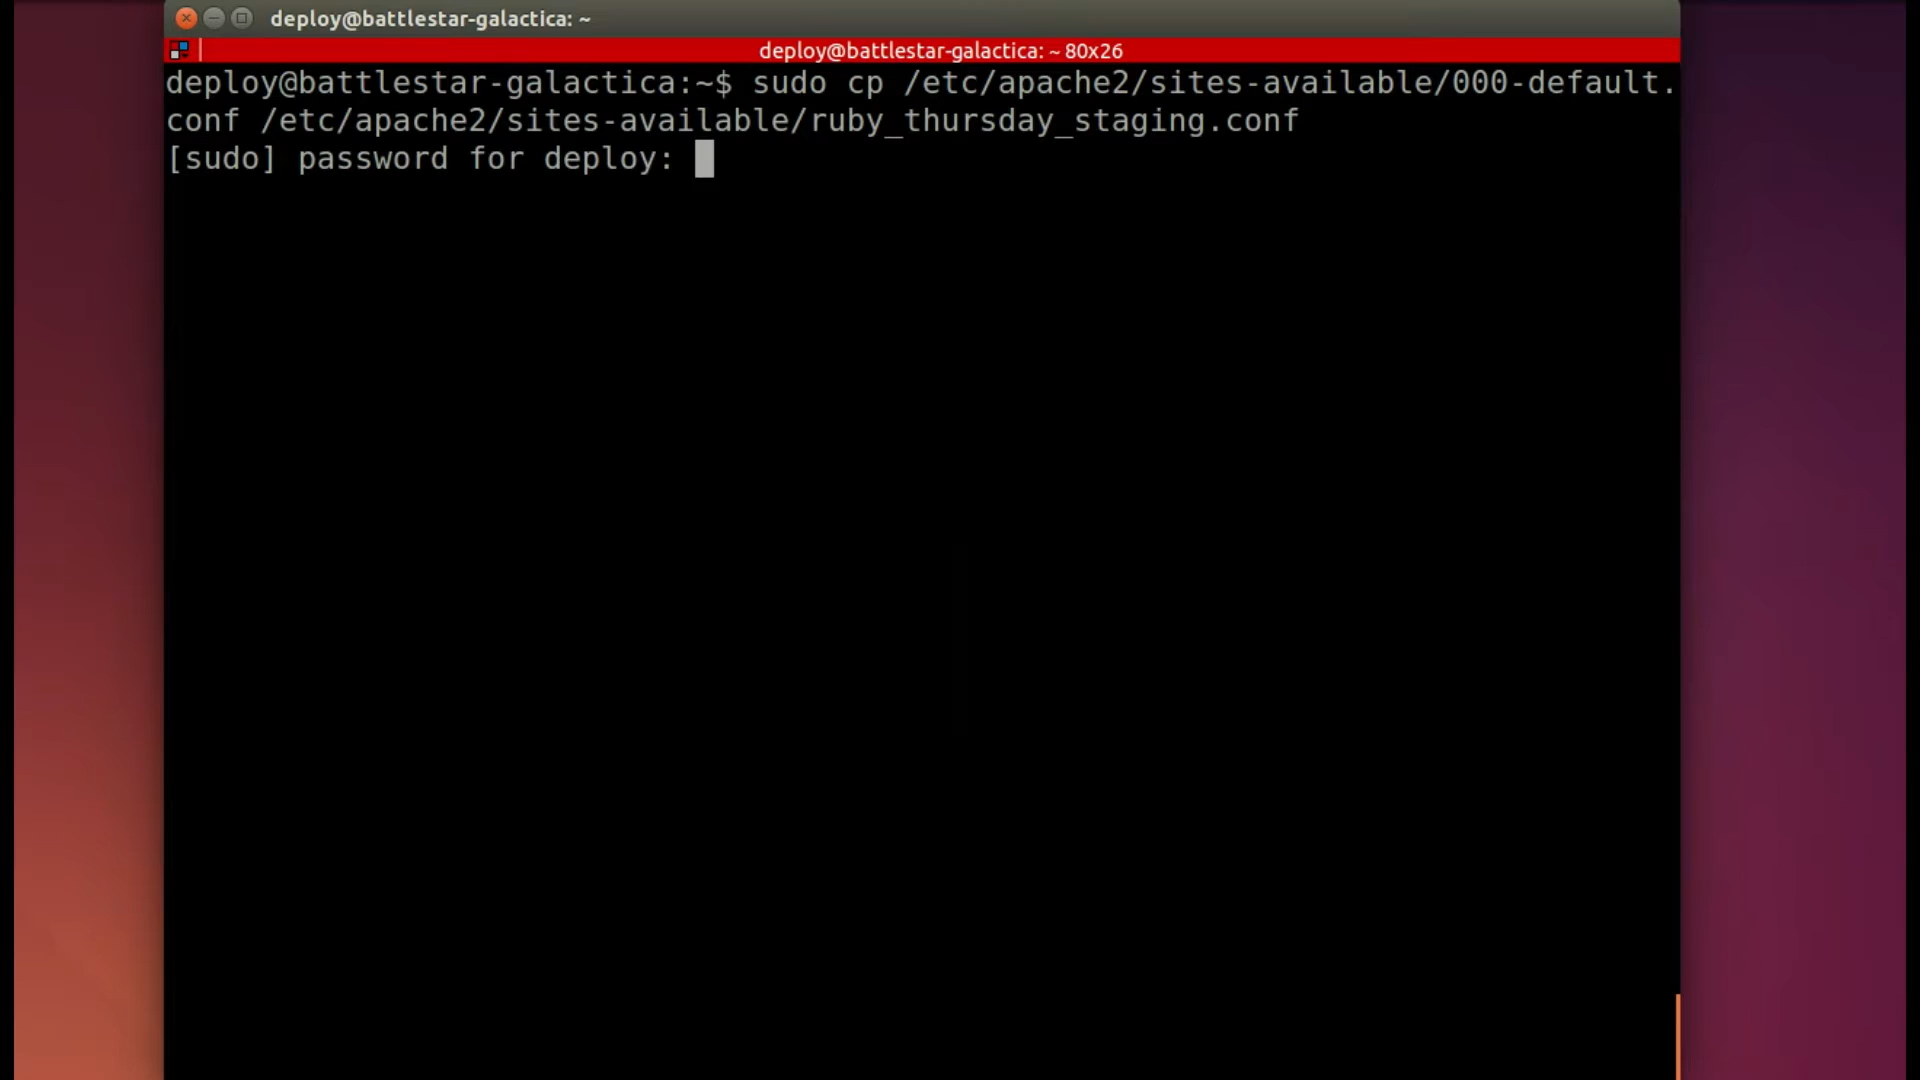 deploy@battlestar-galactica: ~
deploy@battlestar-galactica: ~ 80x26
deploy@battlestar-galactica:~$ sudo cp /etc/apache2/sites-available/000-default.
conf /etc/apache2/sites-available/ruby_thursday_staging.conf
[sudo] password for deploy: